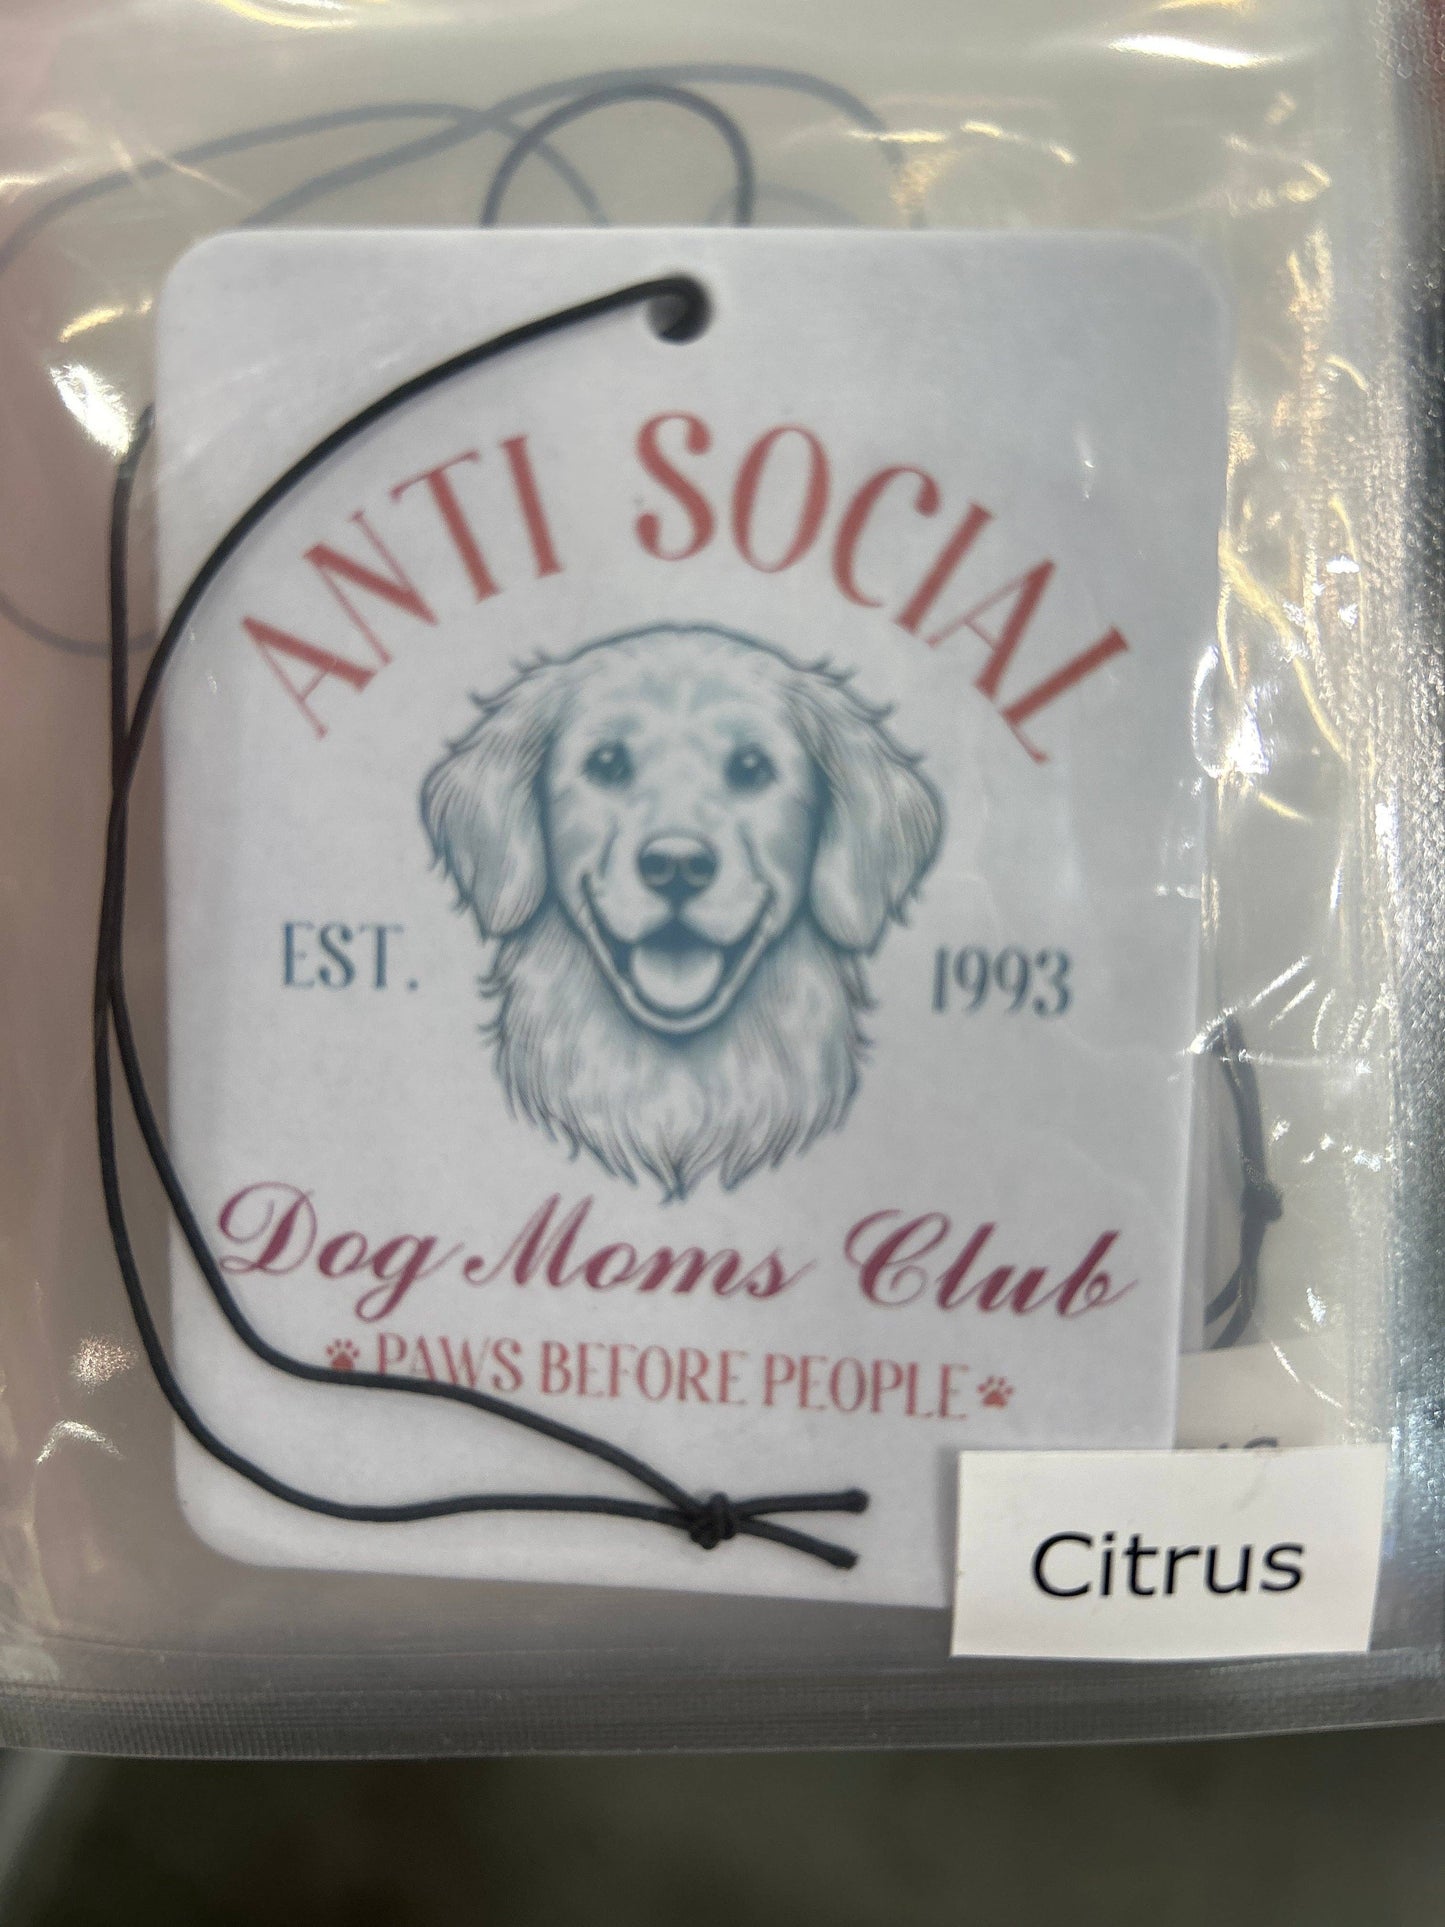 ANTI SOCIAL
EST. 1993
Dog Moms Club
PAWS BEFORE PEOPLE
Citrus